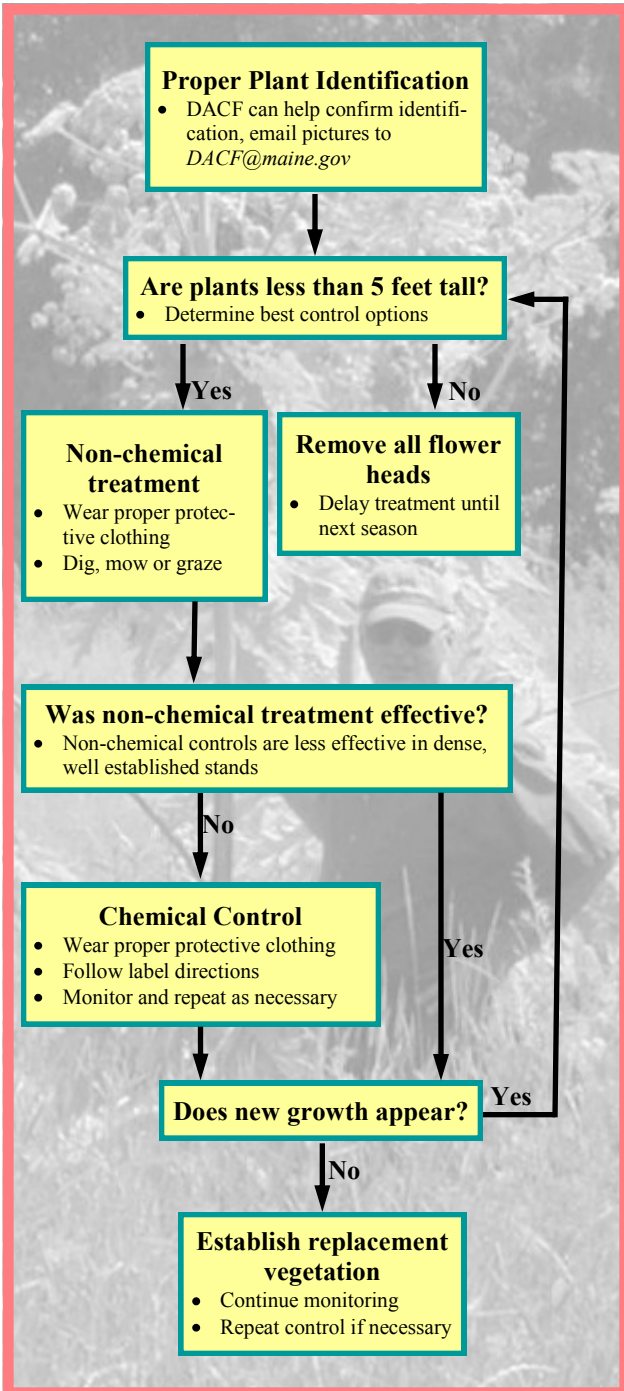 Proper Plant Identification
• DACF can help confirm identifi-
cation, email pictures to
DACF@maine.gov
Are plants less than 5 feet tall?
• Determine best control options
Yes
No
Non-chemical
treatment
• Wear proper protec-
tive clothing
• Dig, mow or graze
Remove all flower
heads
• Delay treatment until
next season
Was non-chemical treatment effective?
• Non-chemical controls are less effective in dense,
well established stands
No
Chemical Control
• Wear proper protective clothing
• Follow label directions
• Monitor and repeat as necessary
Yes
Does new growth appear?
Yes
No
Establish replacement
vegetation
• Continue monitoring
• Repeat control if necessary